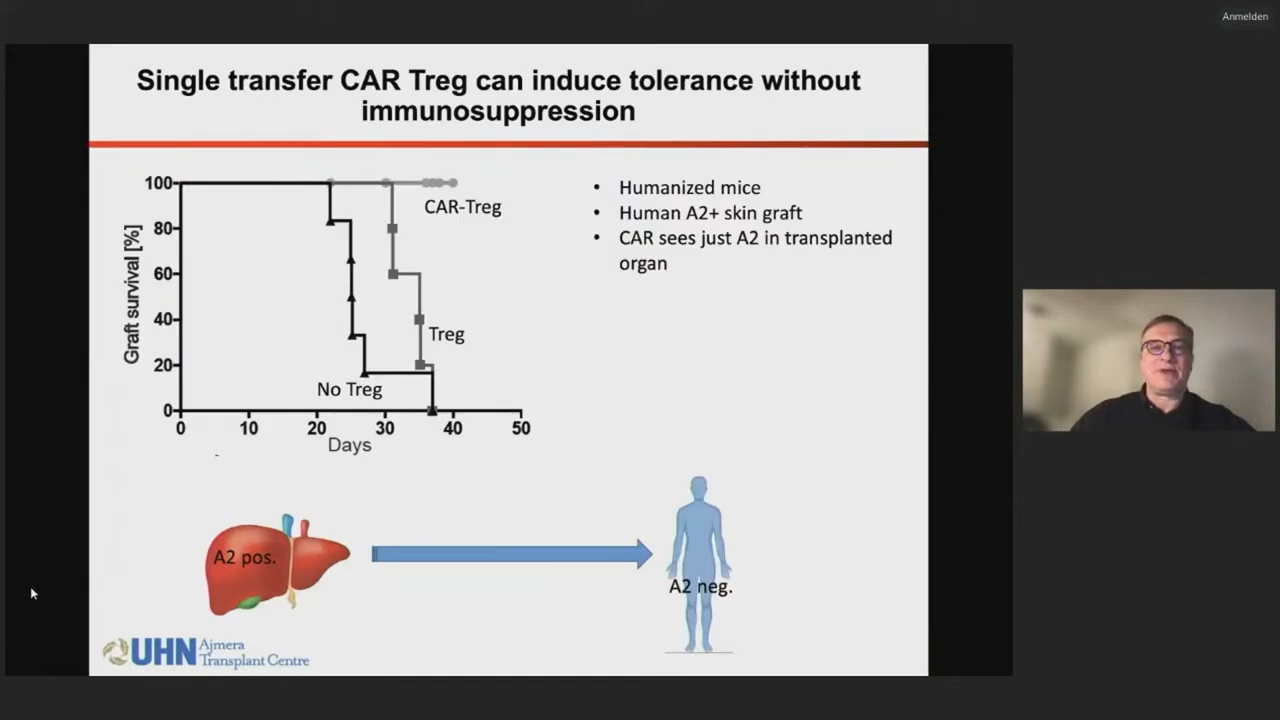 Anmelden
Single transfer CAR Treg can induce tolerance without
immunosuppression
100
80
60
40
20
0
Graft survival [%]
CAR-Treg
Treg
No Treg
0 10 20 30 40 50
Days
• Humanized mice
• Human A2+ skin graft
• CAR sees just A2 in transplanted
organ
A2 pos.
A2 neg.
UHN Ajmera
Transplant Centre